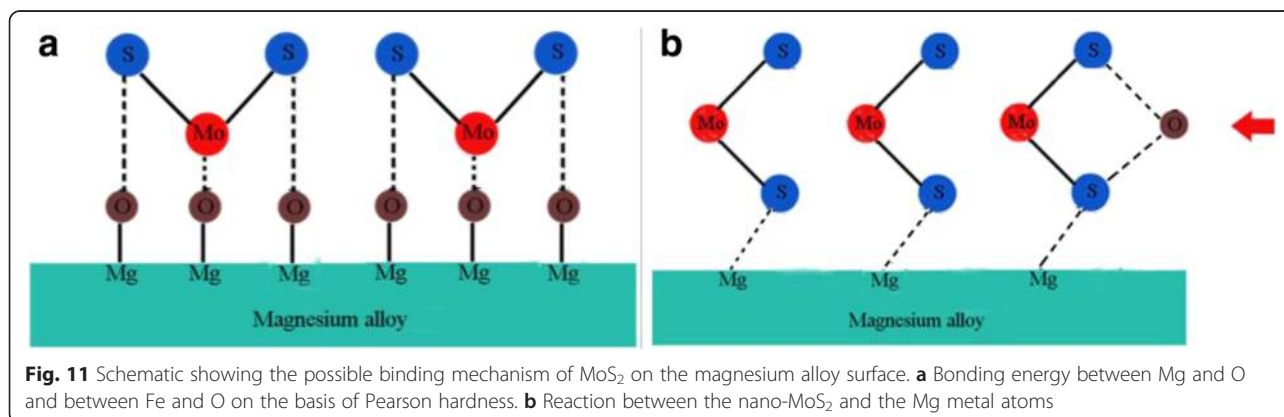 a
S S S S
Mo Mo
O O O O O O
Mg Mg Mg Mg Mg Mg
Magnesium alloy
b
S S S
Mo Mo Mo O
S S S
Mg Mg Mg
Magnesium alloy
Fig. 11 Schematic showing the possible binding mechanism of MoS₂ on the magnesium alloy surface. a Bonding energy between Mg and O
and between Fe and O on the basis of Pearson hardness. b Reaction between the nano-MoS₂ and the Mg metal atoms